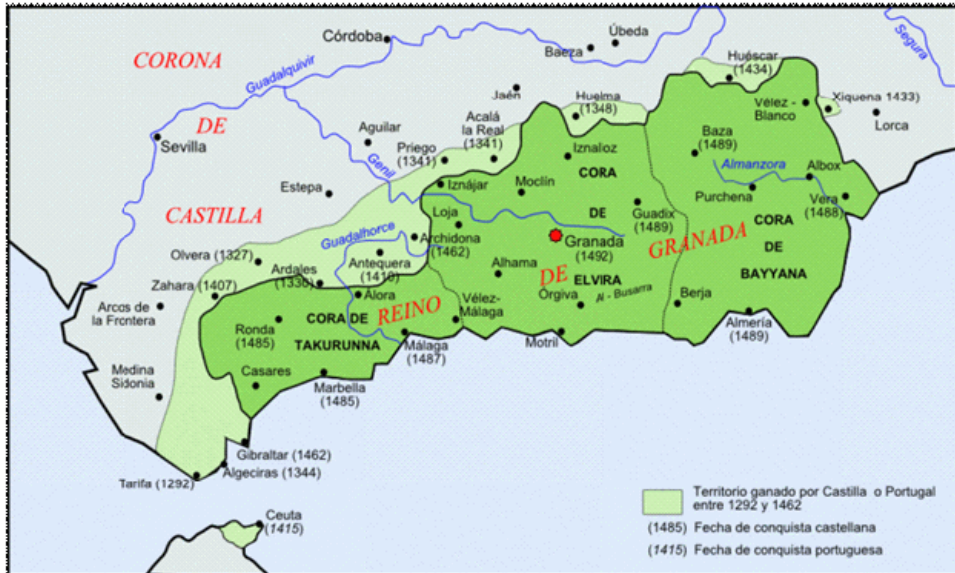 CORONA
DE
CASTILLA
REINO
DE
GRANADA
Córdoba
Guadalquivir
Sevilla
Aguilar
Genil
Estepa
Jaén
Baeza
Úbeda
Segura
Huéscar
(1434)
Huelma
(1348)
Acalá
la Real
(1341)
Priego
(1341)
Iznájar
Iznaloz
Moclín
Vélez -
Blanco
Xiquena 1433)
Lorca
Baza
(1489)
Almanzora
Albox
Purchena
Vera
(1488)
CORA
DE
ELVIRA
Guadix
(1489)
CORA
DE
BAYYANA
Loja
Archidona
(1462)
Granada
(1492)
Alhama
Guadalhorce
Antequera
(1410)
Olvera (1327)
Ardales
(1336)
Zahara (1407)
Álora
Vélez-
Málaga
Órgiva
Al - Busarra
Berja
Arcos de
la Frontera
Ronda
(1485)
CORA DE
TAKURUNNA
Málaga
(1487)
Motril
Almería
(1489)
Medina
Sidonia
Casares
Marbella
(1485)
Gibraltar (1462)
Algeciras (1344)
Tarifa (1292)
Ceuta
(1415)
Territorio ganado por Castilla o Portugal
entre 1292 y 1462
(1485) Fecha de conquista castellana
(1415) Fecha de conquista portuguesa